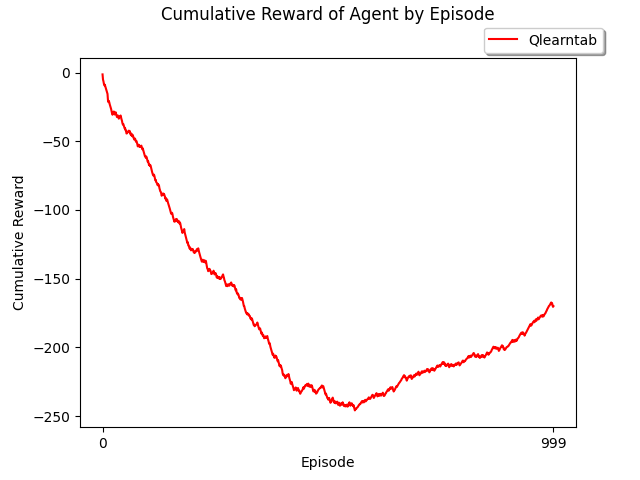 Cumulative Reward of Agent by Episode
Qlearntab
0
−50
−100
−150
−200
−250
Cumulative Reward
0
999
Episode